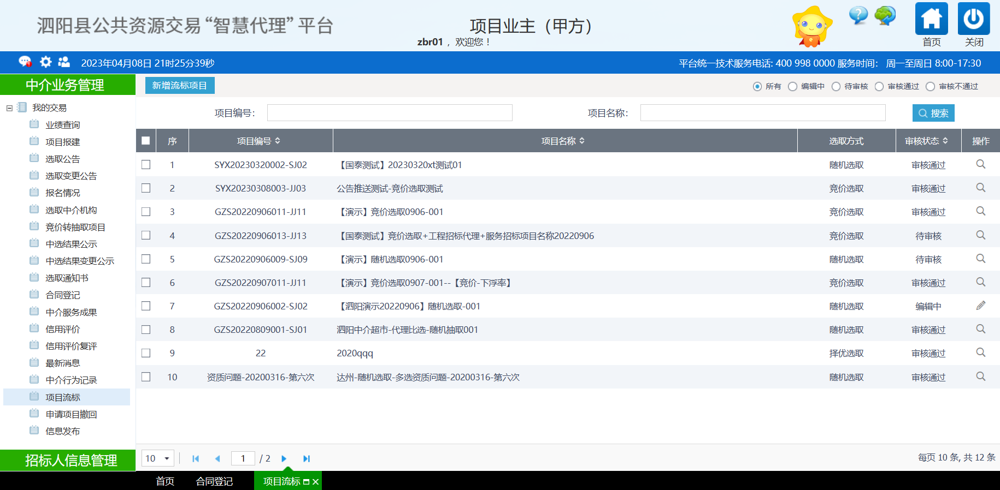 泗阳县公共资源交易“智慧代理”平台
项目业主（甲方）
zbr01 ，欢迎您！
首页
关闭
2023年04月08日 21时25分39秒
平台统一技术服务电话: 400 998 0000 服务时间： 周一至周日 8:00-17:30
中介业务管理
新增流标项目
所有 编辑中 待审核 审核通过 审核不通过
我的交易
业绩查询
项目报建
选取公告
选取变更公告
报名情况
选取中介机构
竞价转抽取项目
中选结果公示
中选结果变更公示
选取通知书
合同登记
中介服务成果
信用评价
信用评价复评
最新消息
中介行为记录
项目流标
申请项目撤回
信息发布
招标人信息管理
项目编号：
项目名称：
搜索
序 项目编号 项目名称 选取方式 审核状态 操作
1 SYX20230320002-SJ02 【国泰测试】20230320xt测试01 随机选取 审核通过
2 SYX20230308003-JJ03 公告推送测试-竞价选取测试 竞价选取 审核通过
3 GZS20220906011-JJ11 【演示】竞价选取0906-001 竞价选取 审核通过
4 GZS20220906013-JJ13 【国泰测试】竞价选取+工程招标代理+服务招标项目名称20220906 竞价选取 待审核
5 GZS20220906009-SJ09 【演示】随机选取0906-001 随机选取 待审核
6 GZS20220907011-JJ11 【演示】竞价选取0907-001--【竞价-下浮率】 竞价选取 审核通过
7 GZS20220906002-SJ02 【泗阳演示20220906】随机选取-001 随机选取 编辑中
8 GZS20220809001-SJ01 泗阳中介超市-代理比选-随机抽取001 随机选取 审核通过
9 22 2020qqq 择优选取 审核通过
10 资质问题-20200316-第六次 达州-随机选取-多选资质问题-20200316-第六次 随机选取 审核通过
10 1 / 2
每页 10 条, 共 12 条
首页 合同登记 项目流标